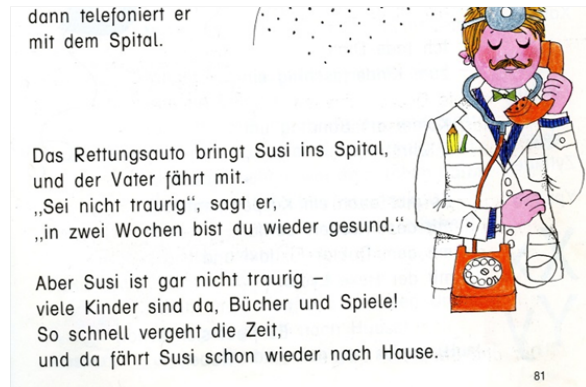 dann telefoniert er
mit dem Spital.
Das Rettungsauto bringt Susi ins Spital,
und der Vater fährt mit.
„Sei nicht traurig“, sagt er,
„in zwei Wochen bist du wieder gesund.“
Aber Susi ist gar nicht traurig –
viele Kinder sind da, Bücher und Spiele!
So schnell vergeht die Zeit,
und da fährt Susi schon wieder nach Hause.
81